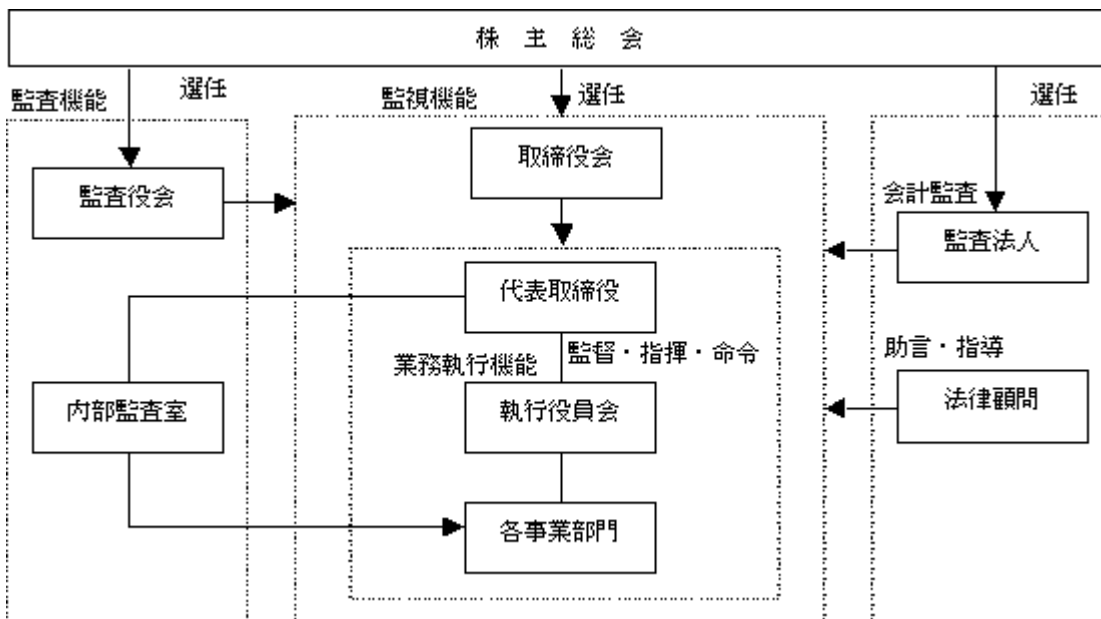 株 主 総 会
選任
監査機能
監視機能
選任
選任
取締役会
監査役会
会計監査
監査法人
代表取締役
監督・指揮・命令
業務執行機能
助言・指導
内部監査室
執行役員会
法律顧問
各事業部門